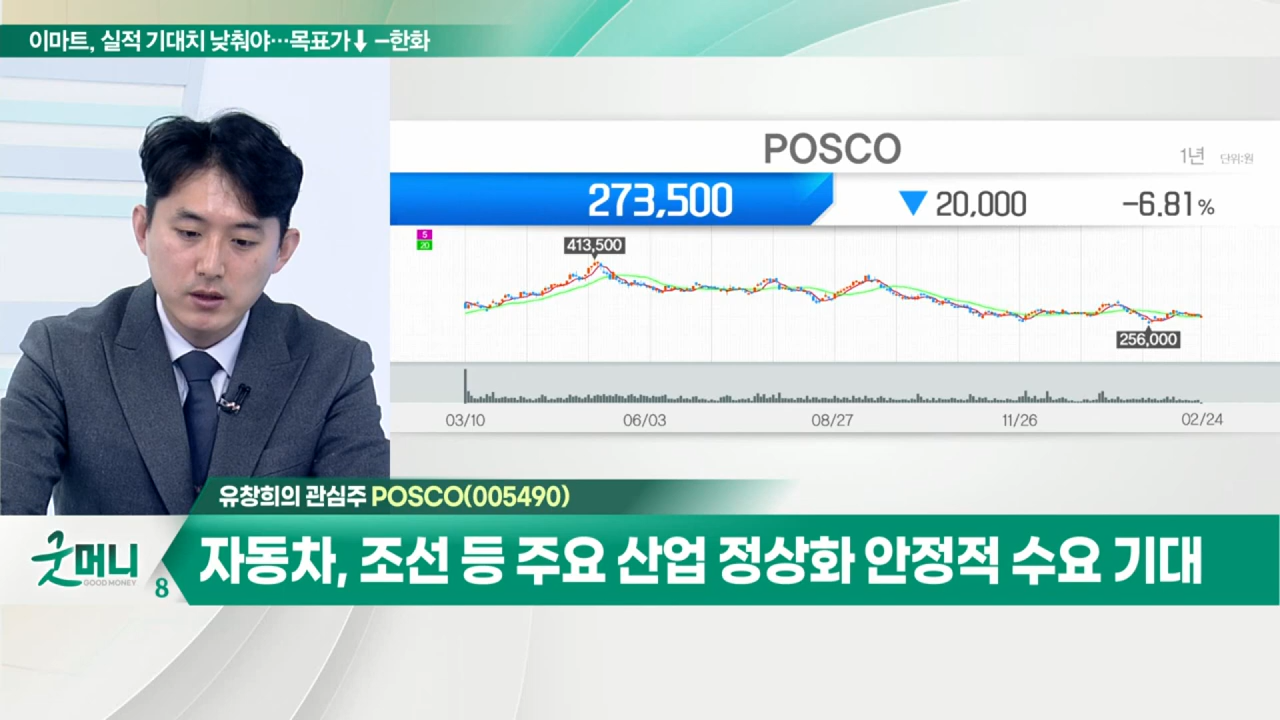 이마트, 실적 기대치 낮춰야…목표가⬇ -한화
POSCO
1년 단위:원
273,500 ▼ 20,000 -6.81%
5
20
413,500
256,000
03/10 06/03 08/27 11/26 02/24
유창희의 관심주 POSCO(005490)
굿머니
GOOD MONEY
8
자동차, 조선 등 주요 산업 정상화 안정적 수요 기대